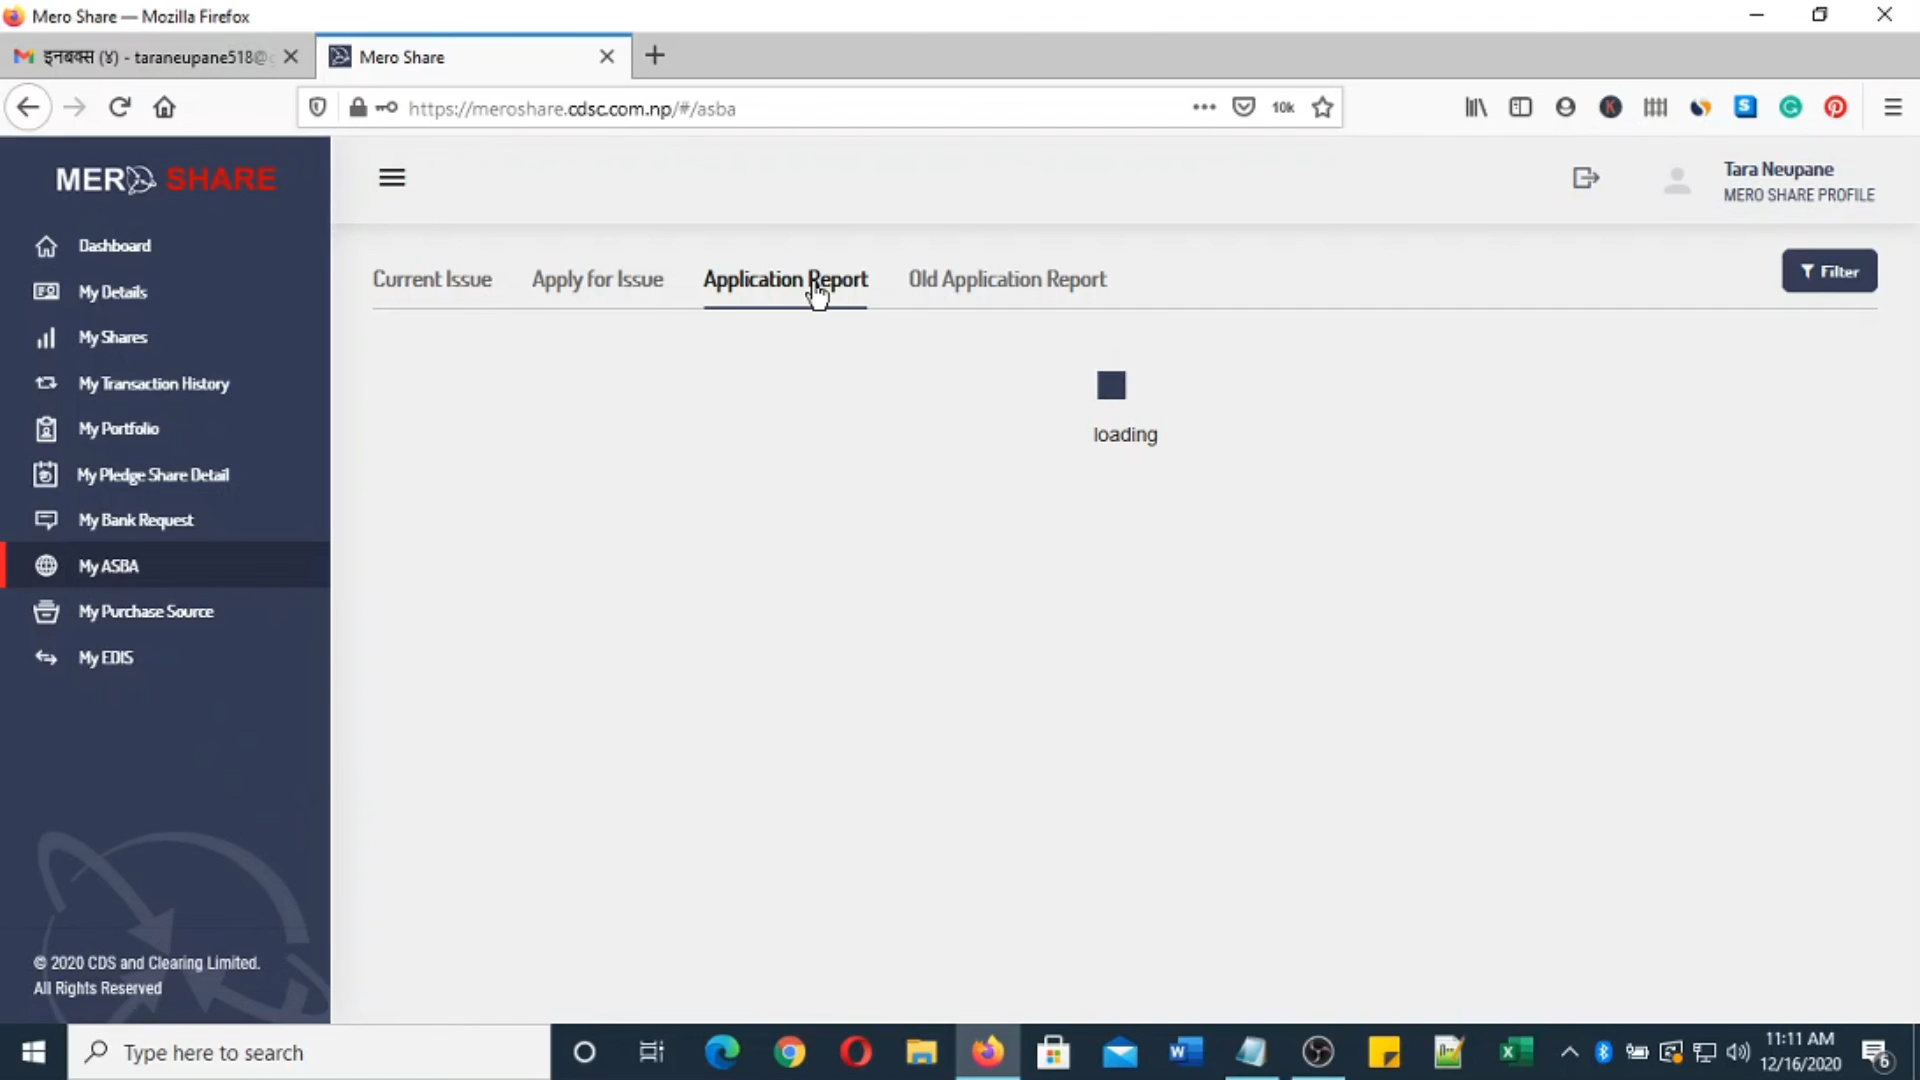 Mero Share — Mozilla Firefox
इनबक्स (४) - taraneupane518@
Mero Share
https://meroshare.cdsc.com.np/#/asba
10k
MERO SHARE
Tara Neupane
MERO SHARE PROFILE
Dashboard
My Details
My Shares
My Transaction History
My Portfolio
My Pledge Share Detail
My Bank Request
My ASBA
My Purchase Source
My EDIS
Current Issue
Apply for Issue
Application Report
Old Application Report
Filter
loading
© 2020 CDS and Clearing Limited.
All Rights Reserved
Type here to search
11:11 AM
12/16/2020
6